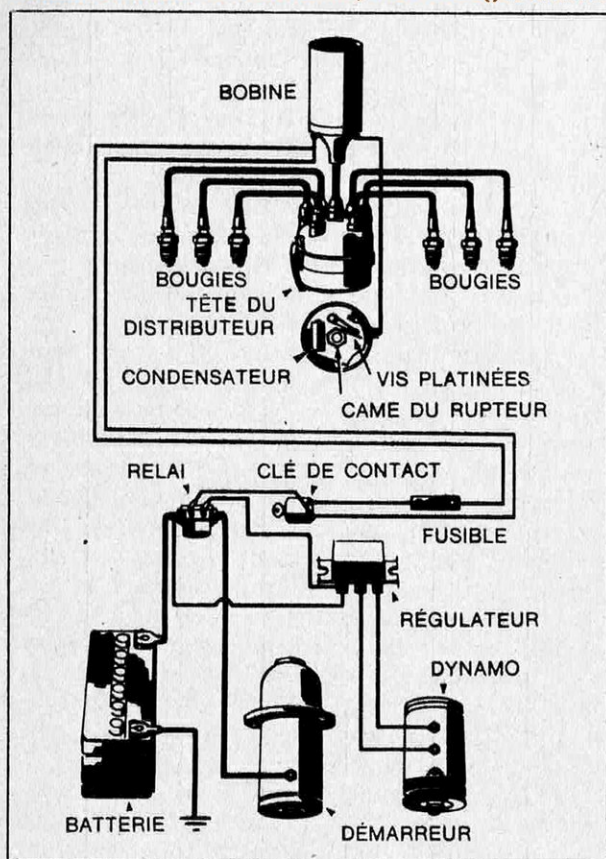 BOBINE
BOUGIES
BOUGIES
TÊTE DU
DISTRIBUTEUR
CONDENSATEUR
VIS PLATINÉES
CAME DU RUPTEUR
RELAI
CLÉ DE CONTACT
FUSIBLE
RÉGULATEUR
DYNAMO
BATTERIE
DÉMARREUR